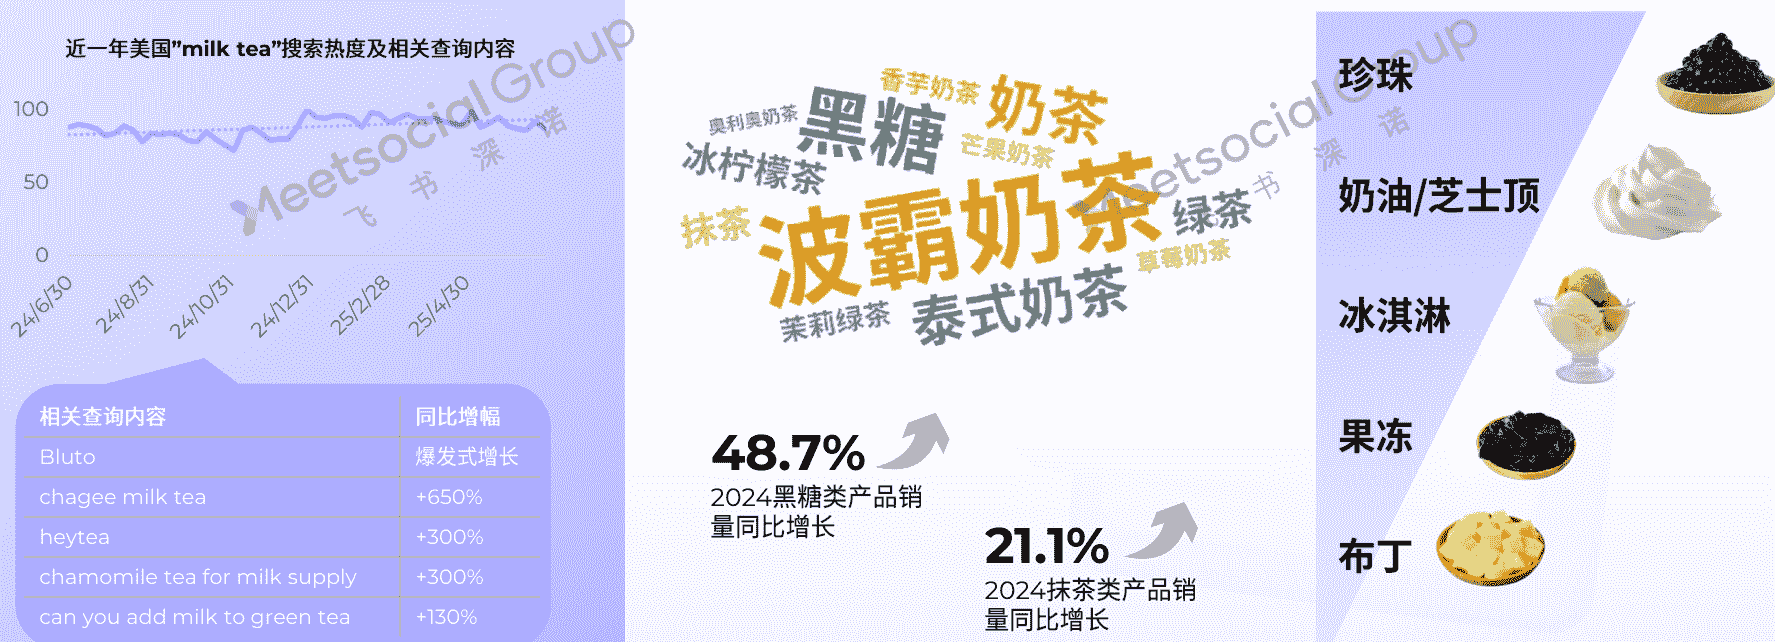 近一年美国”milk tea”搜索热度及相关查询内容
100
50
0
24/6/30
24/8/31
24/10/31
24/12/31
25/2/28
25/4/30
相关查询内容 同比增幅
Bluto 爆发式增长
chagee milk tea +650%
heytea +300%
chamomile tea for milk supply +300%
can you add milk to green tea +130%
Meetsocial Group
飞书深诺
香芋奶茶
奶茶
奥利奥奶茶
黑糖
芒果奶茶
冰柠檬茶
抹茶
波霸奶茶
绿茶
草莓奶茶
茉莉绿茶
泰式奶茶
48.7%
2024黑糖类产品销
量同比增长
21.1%
2024抹茶类产品销
量同比增长
Meetsocial Group
飞书深诺
珍珠
奶油/芝士顶
冰淇淋
果冻
布丁